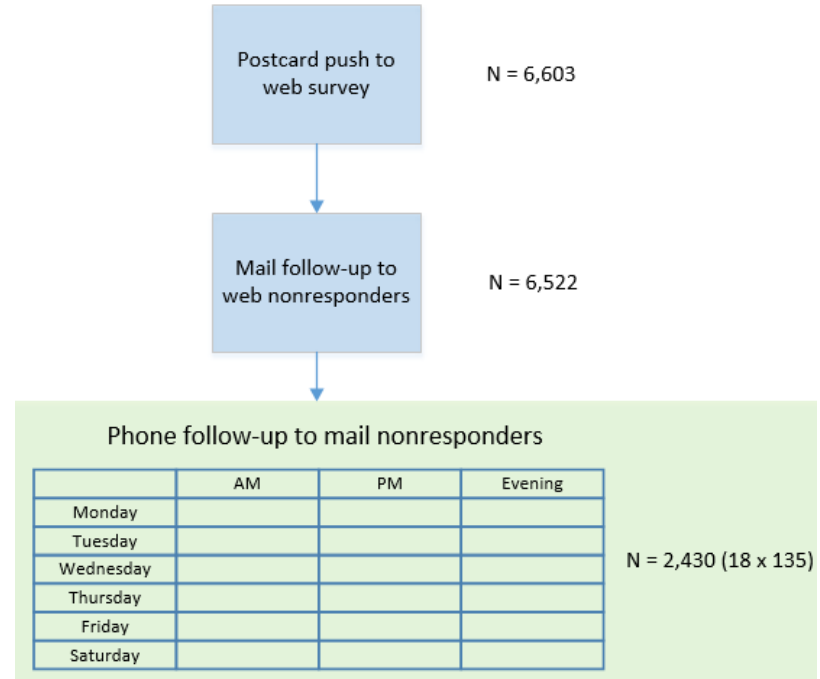 Postcard push to
web survey
N = 6,603
Mail follow-up to
web nonresponders
N = 6,522
Phone follow-up to mail nonresponders
AM PM Evening
Monday
Tuesday
Wednesday
Thursday
Friday
Saturday
N = 2,430 (18 x 135)